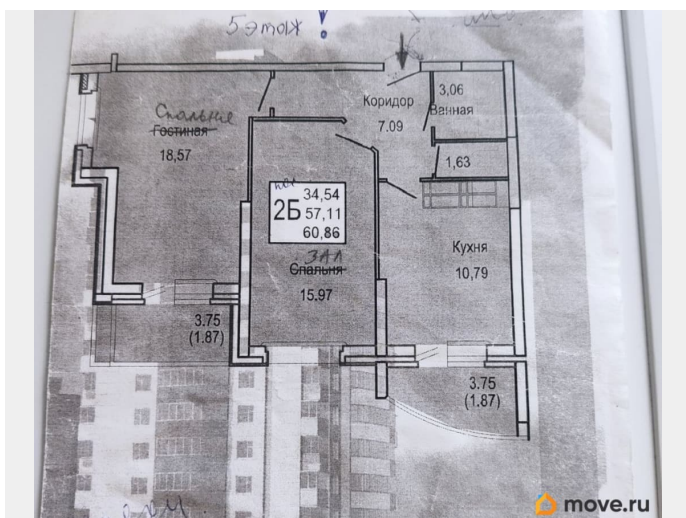 5 этаж !
Спальня
Гостиная
18,57
Коридор
7.09
3,06
Ванная
1,63
2Б
34,54
57,11
60,86
ЗАЛ
Спальня
15.97
Кухня
10,79
3.75
(1.87)
3.75
(1.87)
move.ru